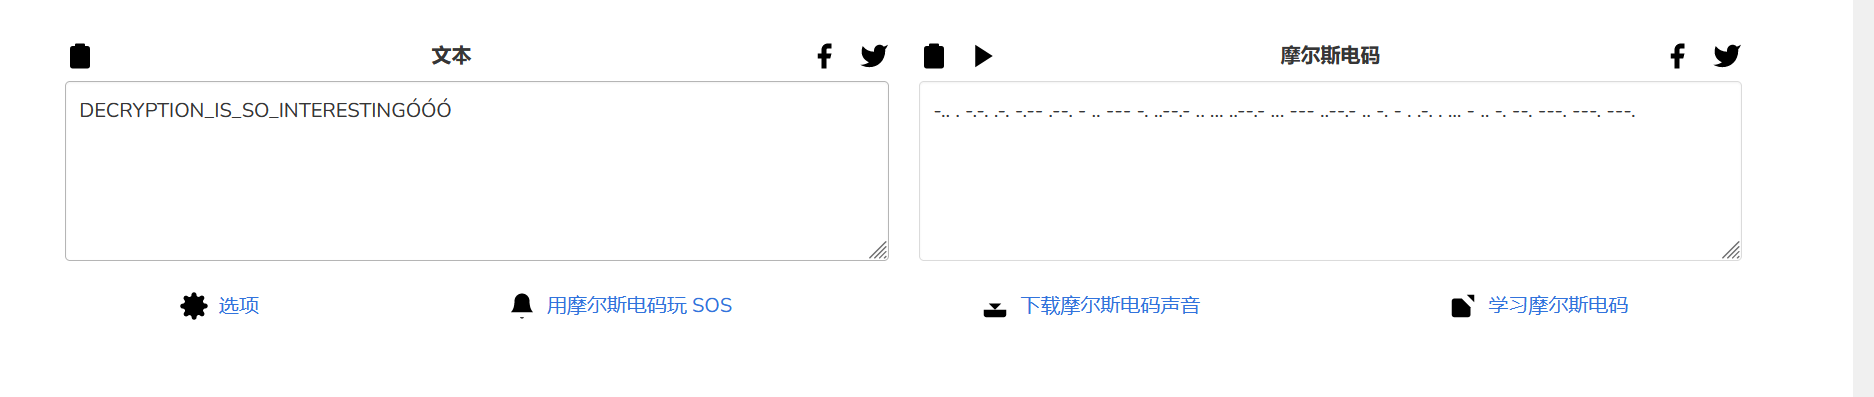 文本
摩尔斯电码
DECRYPTION_IS_SO_INTERESTINGÓÓÓ
-.. . -.-. .-. -.-- .--. - .. --- -. ..--.- .. ... ..--.- ... --- ..--.- .. -. - . .-. . ... - .. -. --. ---. ---. ---.
选项
用摩尔斯电码玩 SOS
下载摩尔斯电码声音
学习摩尔斯电码